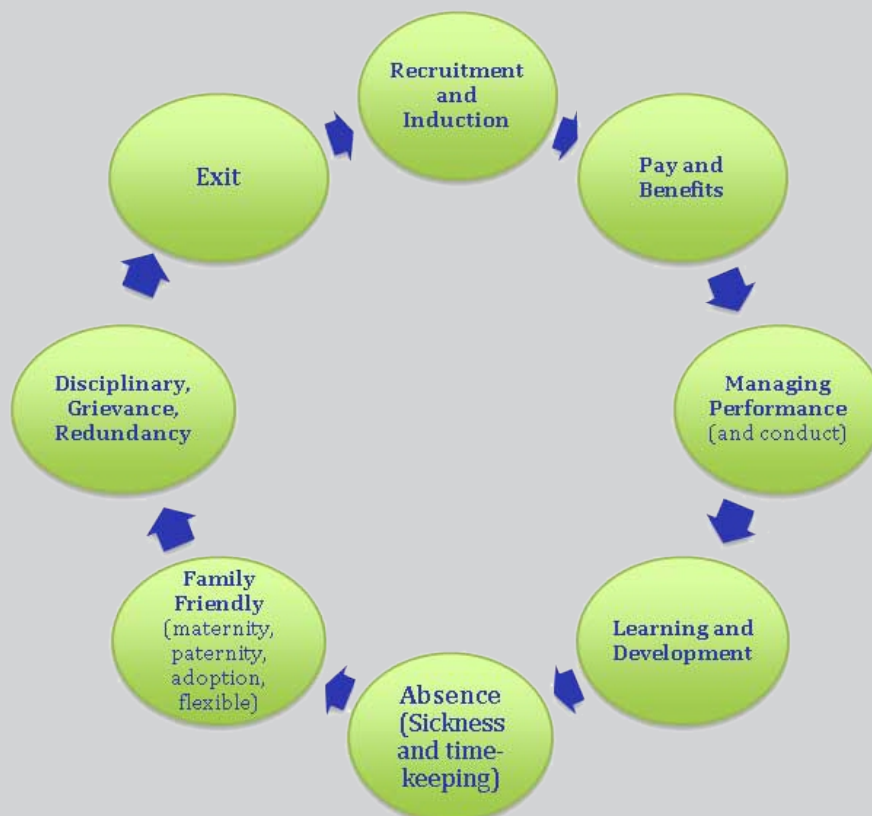 Recruitment
and
Induction
Pay and
Benefits
Managing
Performance
(and conduct)
Learning and
Development
Absence
(Sickness
and time-
keeping)
Family
Friendly
(maternity,
paternity,
adoption,
flexible)
Disciplinary,
Grievance,
Redundancy
Exit